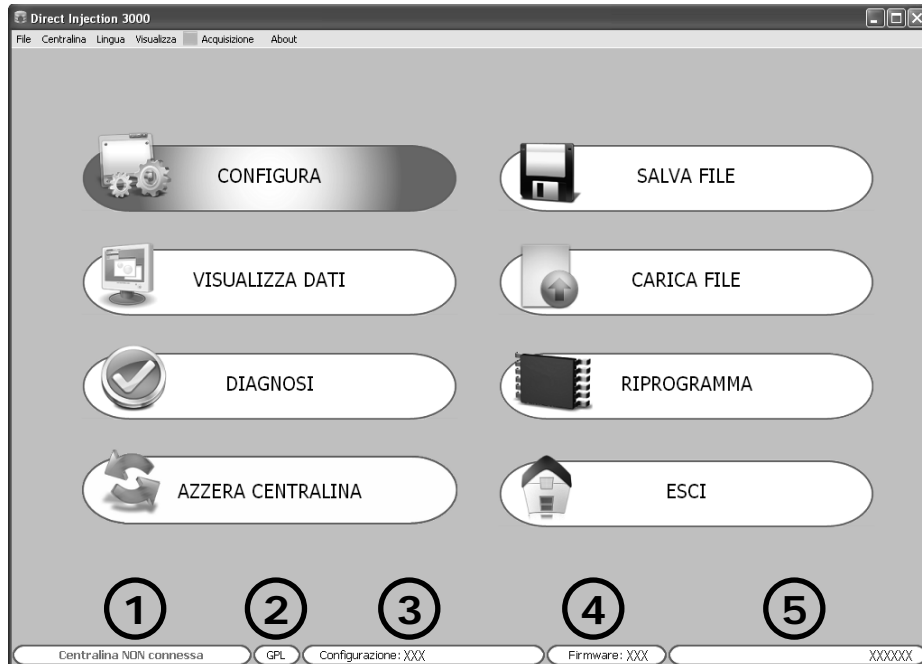 Direct Injection 3000
File Centralina Lingua Visualizza Acquisizione About
CONFIGURA
SALVA FILE
VISUALIZZA DATI
CARICA FILE
DIAGNOSI
RIPROGRAMMA
AZZERA CENTRALINA
ESCI
1 2 3 4 5
Centralina NON connessa GPL Configurazione: XXX Firmware: XXX XXXXXX